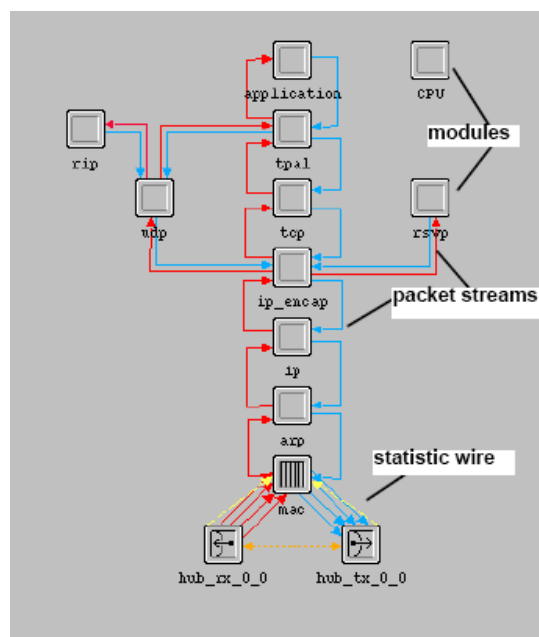 application
CPU
modules
rip
tpal
udp
tcp
rsvp
packet streams
ip_encap
ip
arp
statistic wire
mac
hub_rx_0_0
hub_tx_0_0